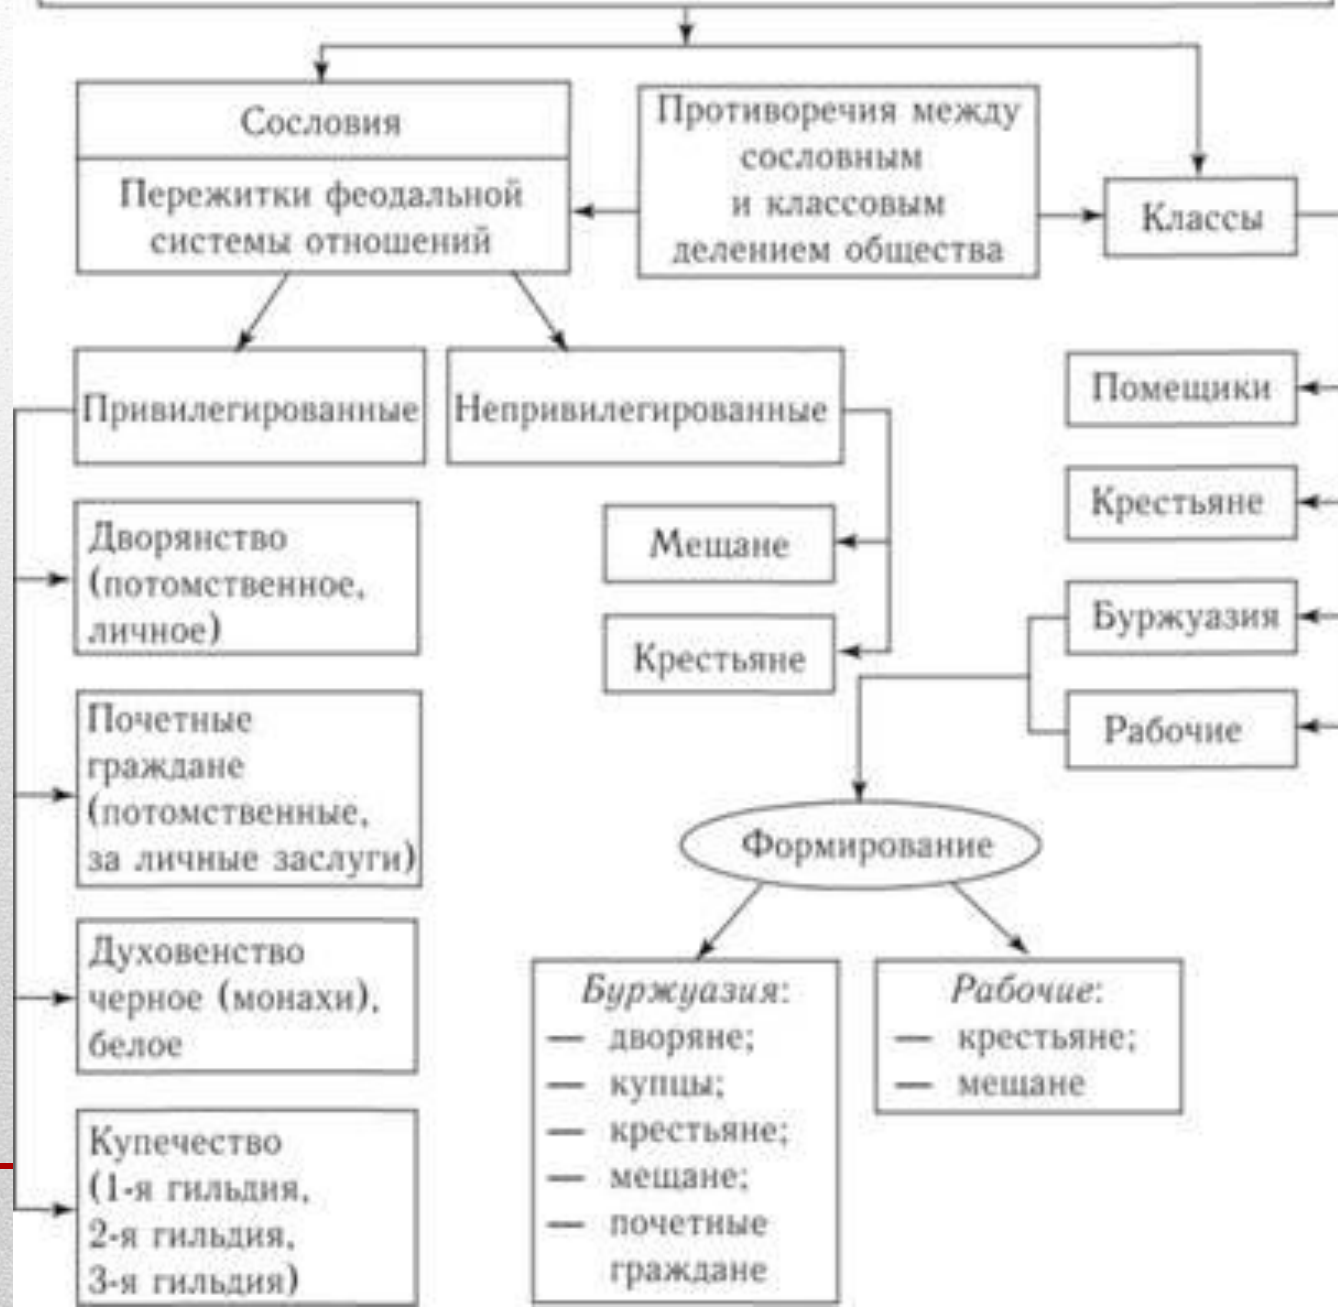 Сословия
Пережитки феодальной
системы отношений
Противоречия между
сословным
и классовым
делением общества
Классы
Привилегированные
Непривилегированные
Дворянство
(потомственное,
личное)
Почетные
граждане
(потомственные,
за личные заслуги)
Духовенство
черное (монахи),
белое
Купечество
(1-я гильдия,
2-я гильдия,
3-я гильдия)
Мещане
Крестьяне
Помещики
Крестьяне
Буржуазия
Рабочие
Формирование
Буржуазия:
— дворяне;
— купцы;
— крестьяне;
— мещане;
— почетные
граждане
Рабочие:
— крестьяне;
— мещане